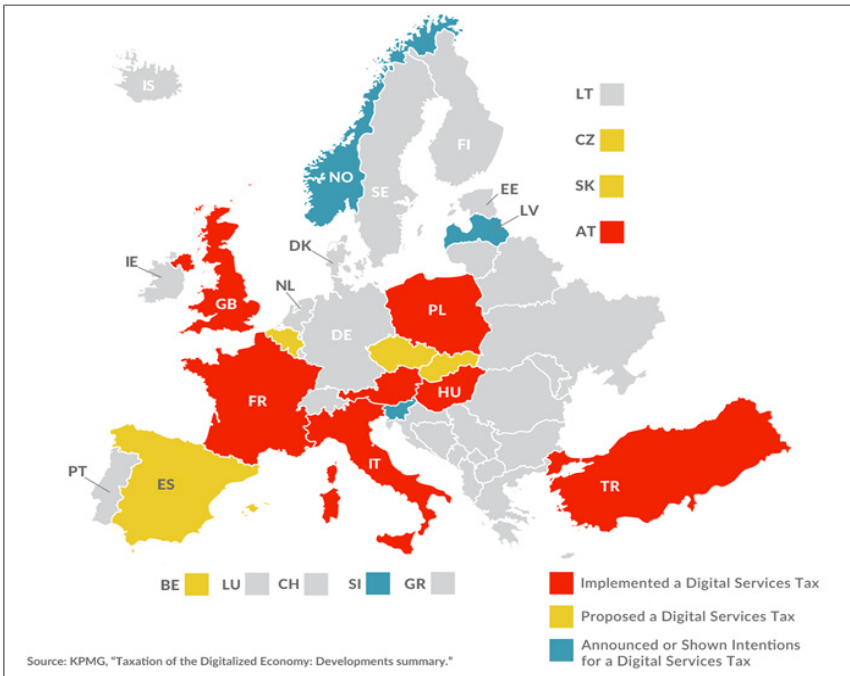 IS
LT
CZ
FI
SK
NO
SE
EE
LV
AT
DK
IE
NL
GB
PL
DE
FR
HU
IT
PT
ES
TR
BE
LU
CH
SI
GR
Implemented a Digital Services Tax
Proposed a Digital Services Tax
Announced or Shown Intentions
for a Digital Services Tax
Source: KPMG, “Taxation of the Digitalized Economy: Developments summary.”